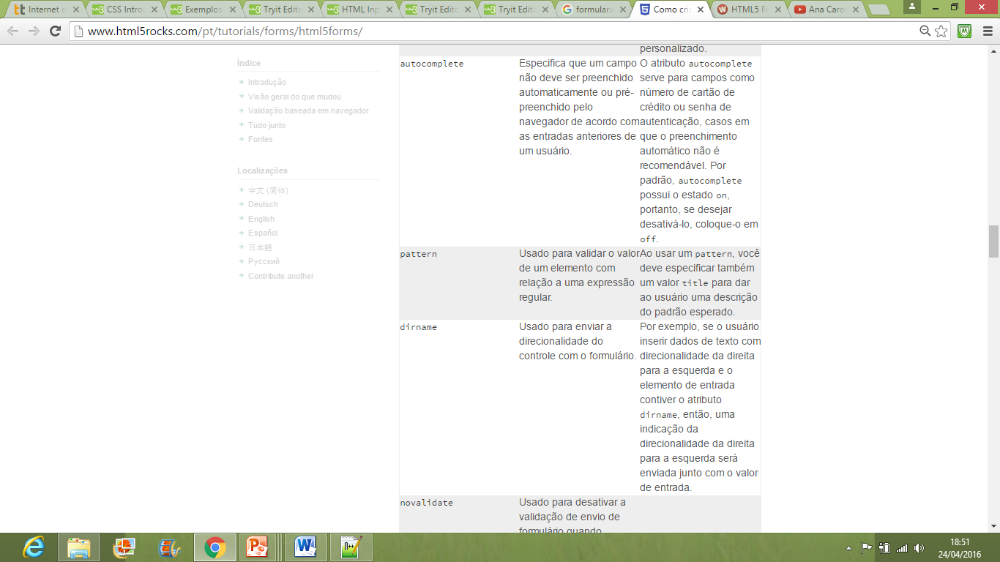 Internet c
CSS Introd
Exemplos
Tryit Edito
HTML Inp
Tryit Edito
Tryit Edito
formulario
Como cria
HTML5 Fo
Ana Caro
www.html5rocks.com/pt/tutorials/forms/html5forms/
Índice
Introdução
Visão geral do que mudou
Validação baseada em navegador
Tudo junto
Fontes
Localizações
中文 (简体)
Deutsch
English
Español
日本語
Русский
Contribute another
personalizado.
autocomplete
Especifica que um campo
não deve ser preenchido
automaticamente ou pré-
preenchido pelo
navegador de acordo com
as entradas anteriores de
um usuário.
O atributo autocomplete
serve para campos como
número de cartão de
crédito ou senha de
autenticação, casos em
que o preenchimento
automático não é
recomendável. Por
padrão, autocomplete
possui o estado on,
portanto, se desejar
desativá-lo, coloque-o em
off.
pattern
Usado para validar o valor
de um elemento com
relação a uma expressão
regular.
Ao usar um pattern, você
deve especificar também
um valor title para dar
ao usuário uma descrição
do padrão esperado.
dirname
Usado para enviar a
direcionalidade do
controle com o formulário.
Por exemplo, se o usuário
inserir dados de texto com
direcionalidade da direita
para a esquerda e o
elemento de entrada
contiver o atributo
dirname, então, uma
indicação da
direcionalidade da direita
para a esquerda será
enviada junto com o valor
de entrada.
novalidate
Usado para desativar a
validação de envio de
formulário quando
18:51
24/04/2016